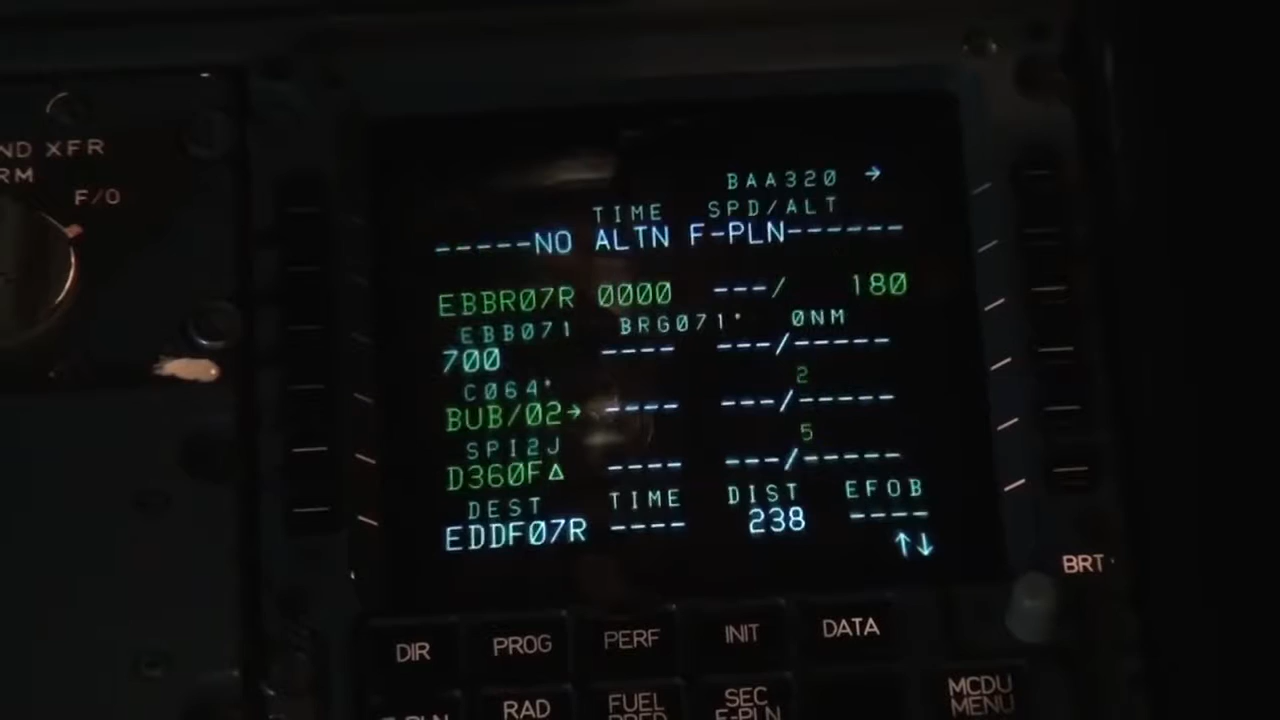 ND XFR
RM
F/O
BAA320 →
TIME SPD/ALT
-----NO ALTN F-PLN------
EBBR07R 0000 ---/ 180
EBB071 BRG071° 0NM
700 ---- ---/-----
C064° 2
BUB/02→ ---- ---/-----
SPI2J 5
D360F∆ ---- ---/-----
DEST TIME DIST EFOB
EDDF07R ---- 238 ----
↑↓
BRT
DIR PROG PERF INIT DATA
F-PLN RAD FUEL PRED SEC F-PLN MCDU MENU